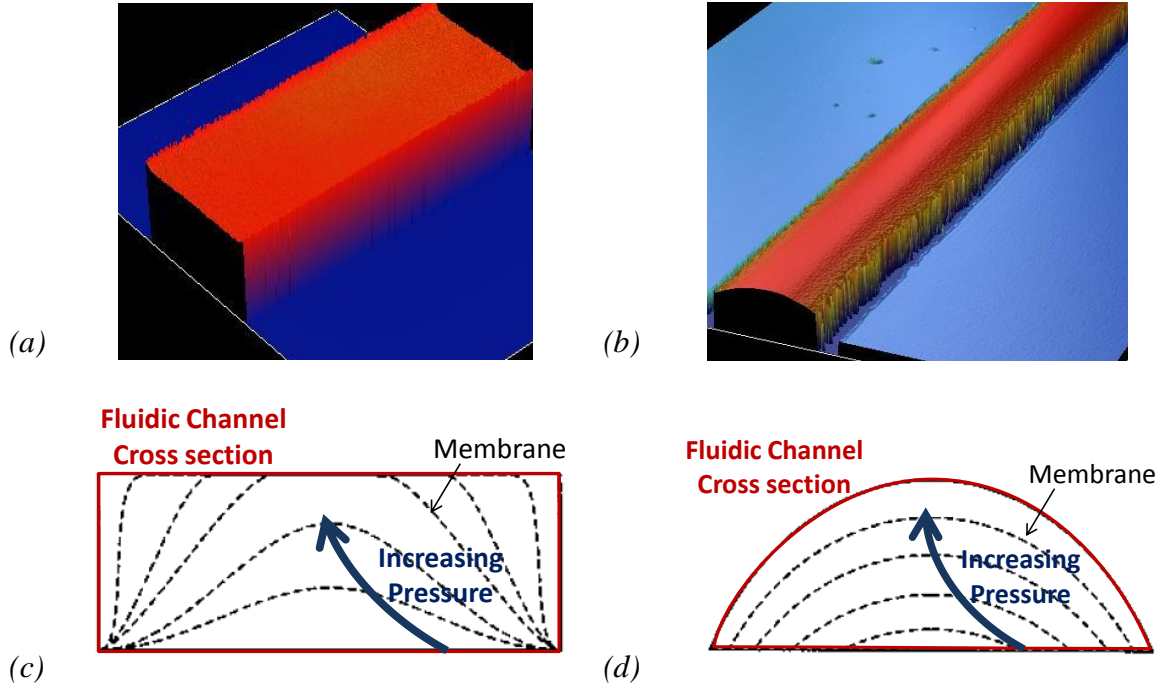 (a)
(b)
Fluidic Channel
Cross section
Membrane
Increasing
Pressure
(c)
Fluidic Channel
Cross section
Membrane
Increasing
Pressure
(d)